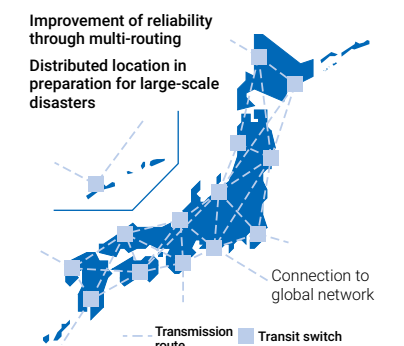 Improvement of reliability
through multi-routing
Distributed location in
preparation for large-scale
disasters
Connection to
global network
Transmission
route
Transit switch